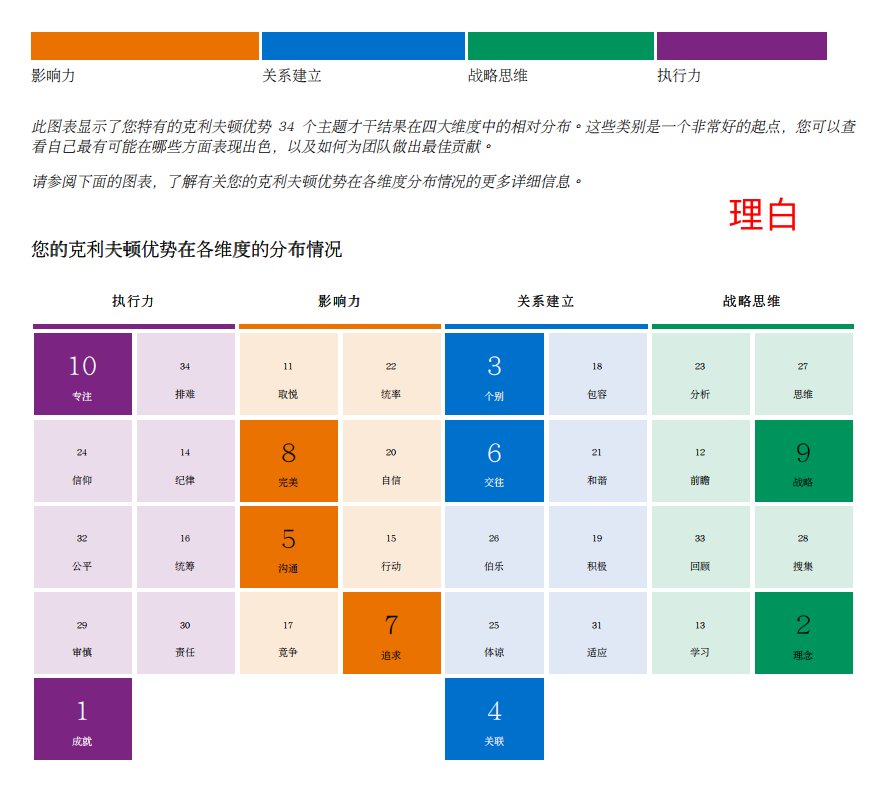 影响力 关系建立 战略思维 执行力
此图表显示了您特有的克利夫顿优势 34 个主题才干结果在四大维度中的相对分布。这些类别是一个非常好的起点，您可以查
看自己最有可能在哪些方面表现出色，以及如何为团队做出最佳贡献。
请参阅下面的图表，了解有关您的克利夫顿优势在各维度分布情况的更多详细信息。
理白
您的克利夫顿优势在各维度的分布情况
执行力 影响力 关系建立 战略思维
10 34 11 22 3 18 23 27
专注 排难 取悦 统率 个别 包容 分析 思维
24 14 8 20 6 21 12 9
信仰 纪律 完美 自信 交往 和谐 前瞻 战略
32 16 5 15 26 19 33 28
公平 统筹 沟通 行动 伯乐 积极 回顾 搜集
29 30 17 7 25 31 13 2
审慎 责任 竞争 追求 体谅 适应 学习 理念
1 4
成就 关联